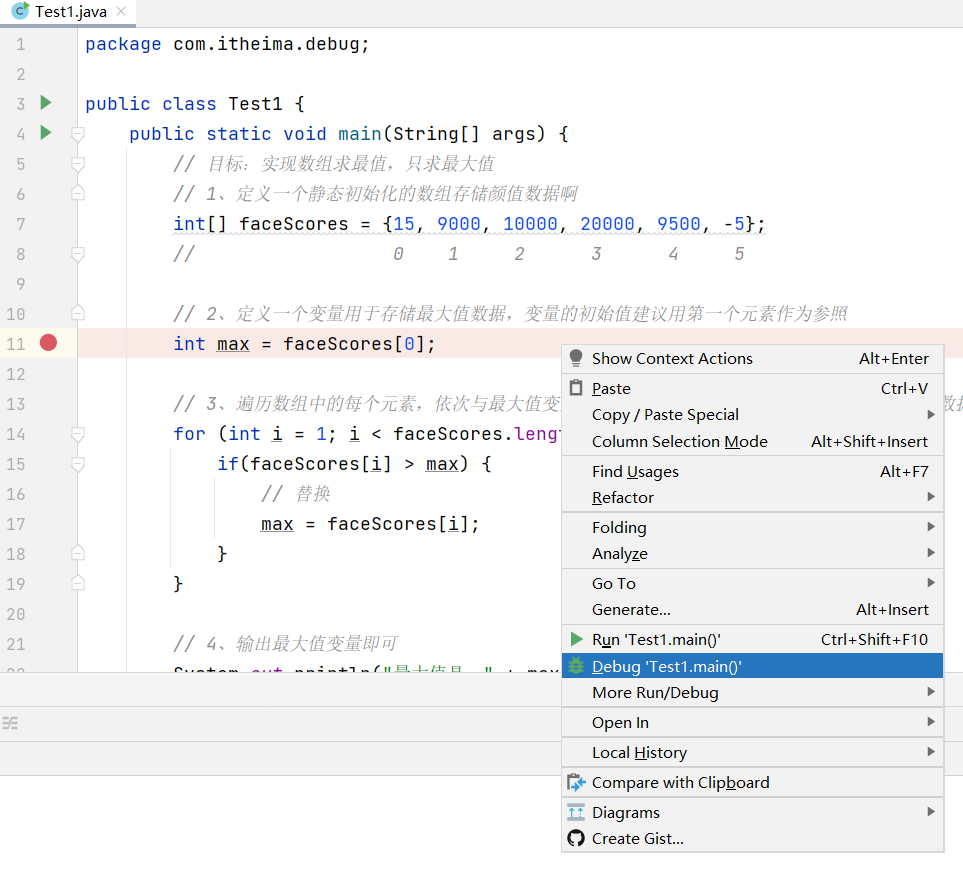 Test1.java
1 package com.itheima.debug;
2
3 public class Test1 {
4 public static void main(String[] args) {
5 // 目标：实现数组求最值，只求最大值
6 // 1、定义一个静态初始化的数组存储颜值数据啊
7 int[] faceScores = {15, 9000, 10000, 20000, 9500, -5};
8 // 0 1 2 3 4 5
9
10 // 2、定义一个变量用于存储最大值数据，变量的初始值建议用第一个元素作为参照
11 int max = faceScores[0];
12
13 // 3、遍历数组中的每个元素，依次与最大值变
14 for (int i = 1; i < faceScores.leng
15 if(faceScores[i] > max) {
16 // 替换
17 max = faceScores[i];
18 }
19 }
20
21 // 4、输出最大值变量即可
22 System.out.println("最大值是：" + max
Show Context Actions Alt+Enter
Paste Ctrl+V
Copy / Paste Special
Column Selection Mode Alt+Shift+Insert
Find Usages Alt+F7
Refactor
Folding
Analyze
Go To
Generate... Alt+Insert
Run 'Test1.main()' Ctrl+Shift+F10
Debug 'Test1.main()'
More Run/Debug
Open In
Local History
Compare with Clipboard
Diagrams
Create Gist...